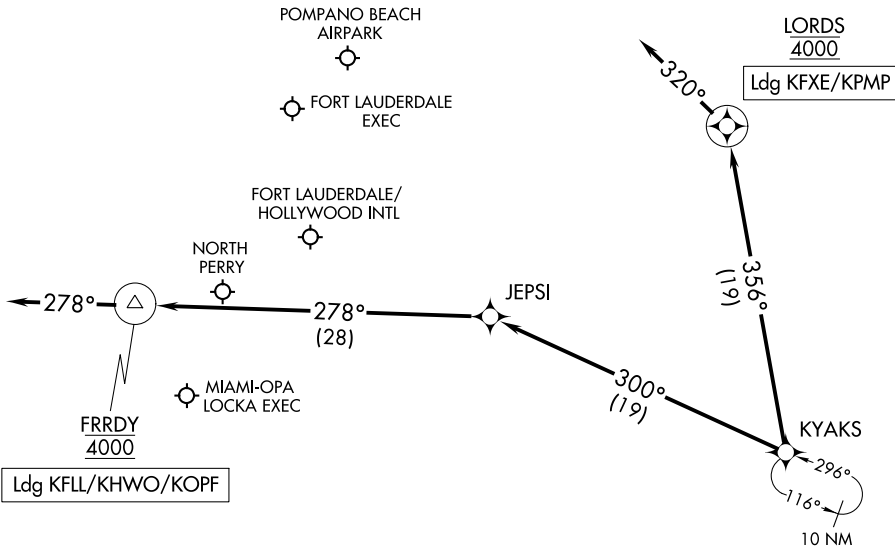 POMPANO BEACH
AIRPARK
LORDS
4000
Ldg KFXE/KPMP
320°
FORT LAUDERDALE
EXEC
FORT LAUDERDALE/
HOLLYWOOD INTL
NORTH
PERRY
356°
(19)
JEPSI
278°
278°
(28)
MIAMI-OPA
LOCKA EXEC
300°
(19)
FRRDY
4000
Ldg KFLL/KHWO/KOPF
KYAKS
296°
116°
10 NM